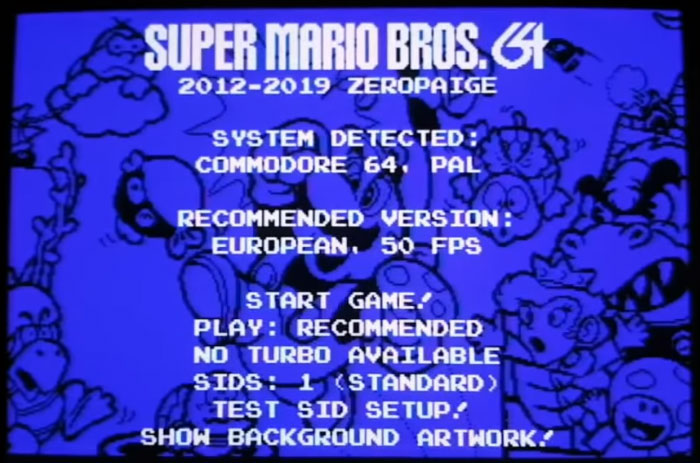 SUPER MARIO BROS. 64
2012-2019 ZEROPAIGE
SYSTEM DETECTED:
COMMODORE 64, PAL
RECOMMENDED VERSION:
EUROPEAN, 50 FPS
START GAME!
PLAY: RECOMMENDED
NO TURBO AVAILABLE
SIDS: 1 (STANDARD)
TEST SID SETUP!
SHOW BACKGROUND ARTWORK!